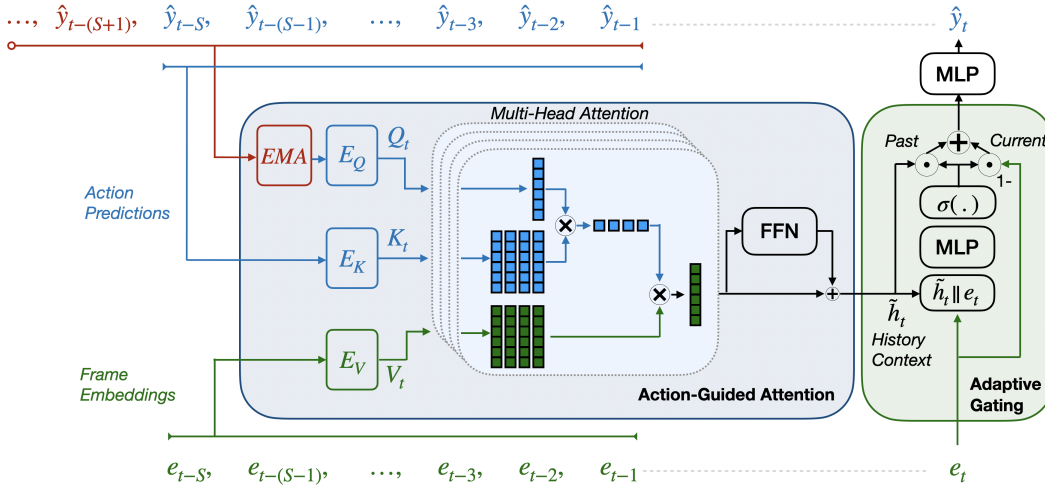 ..., ŷ_{t−(S+1)}, ŷ_{t−S}, ŷ_{t−(S−1)}, ..., ŷ_{t−3}, ŷ_{t−2}, ŷ_{t−1} ŷ_t
MLP
Multi-Head Attention
Past
Current
EMA
E_Q
Q_t
1-
Action
Predictions
σ(.)
E_K
K_t
FFN
MLP
h̃_t ∥ e_t
h̃_t
History
Context
E_V
V_t
Frame
Embeddings
Action-Guided Attention
Adaptive
Gating
e_{t−S}, e_{t−(S−1)}, ..., e_{t−3}, e_{t−2}, e_{t−1} e_t